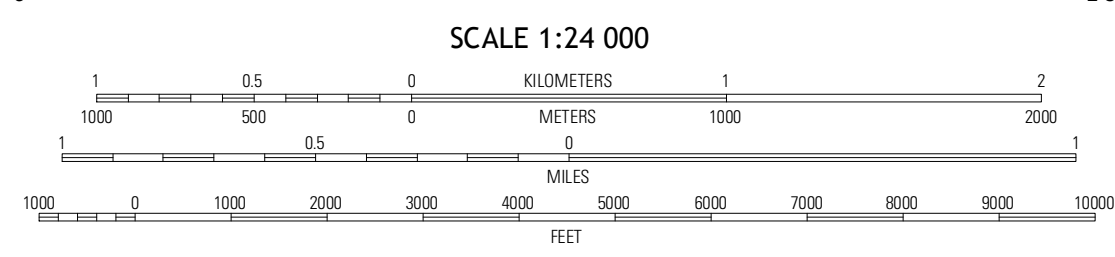 SCALE 1:24 000
1 0.5 0 KILOMETERS 1 2
1000 500 0 METERS 1000 2000
1 0.5 0 1
MILES
1000 0 1000 2000 3000 4000 5000 6000 7000 8000 9000 10000
FEET